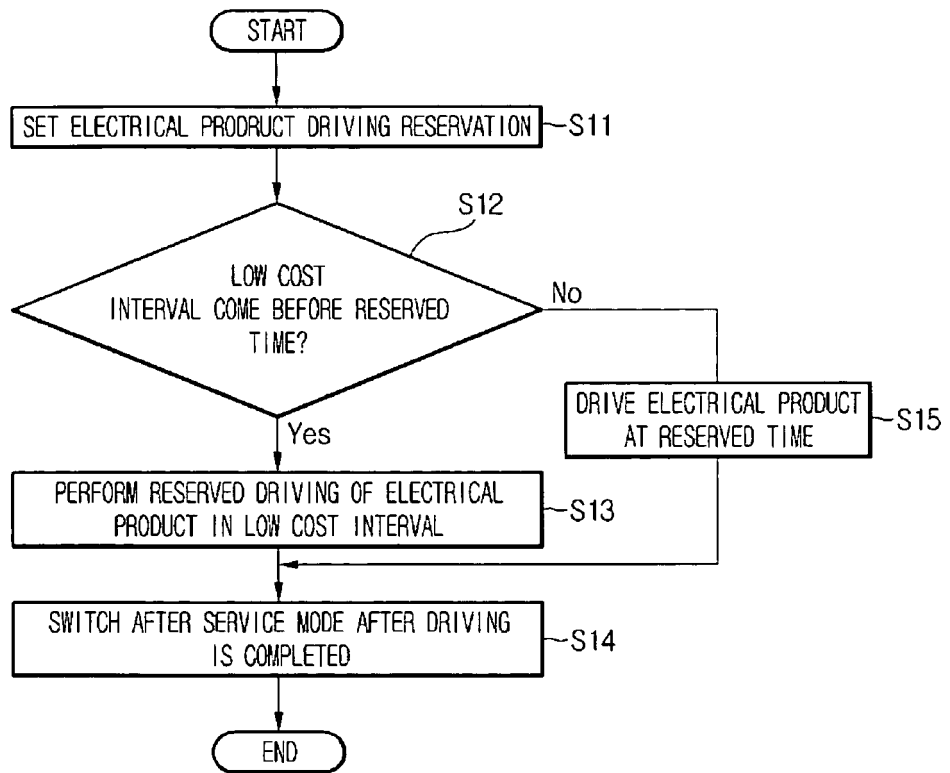 START
SET ELECTRICAL PRODRUCT DRIVING RESERVATION
S11
S12
LOW COST
INTERVAL COME BEFORE RESERVED
TIME?
No
Yes
DRIVE ELECTRICAL PRODUCT
AT RESERVED TIME
S15
PERFORM RESERVED DRIVING OF ELECTRICAL
PRODUCT IN LOW COST INTERVAL
S13
SWITCH AFTER SERVICE MODE AFTER DRIVING
IS COMPLETED
S14
END